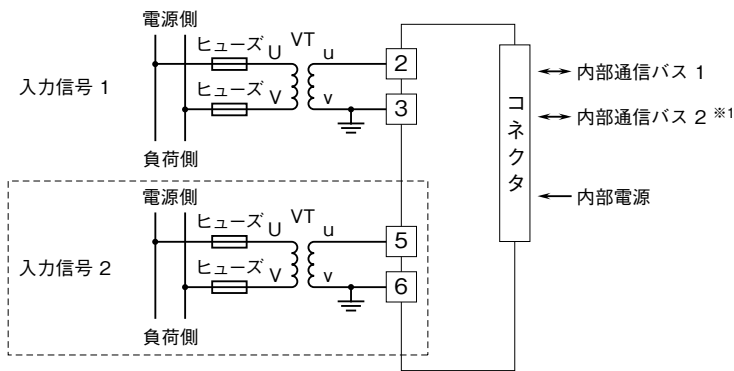 電源側
ヒューズ U VT u
2
入力信号 1
ヒューズ V v
3
負荷側
コネクタ
内部通信バス 1
内部通信バス 2 ※1
内部電源
電源側
ヒューズ U VT u
5
入力信号 2
ヒューズ V v
6
負荷側